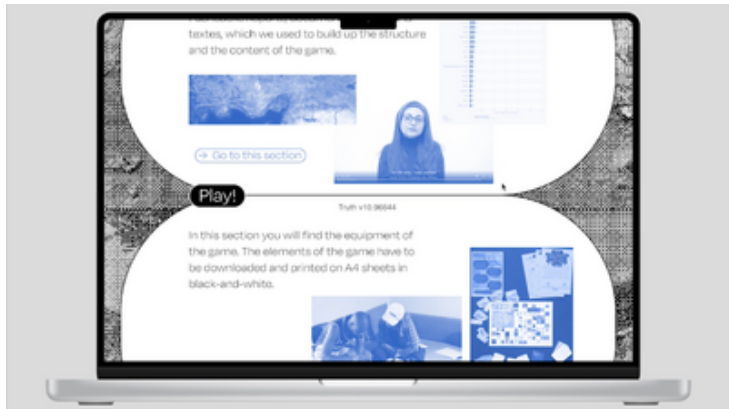 textes, which we used to build up the structure
and the content of the game.
→ Go to this section
Play!
Truth v10.96644
In this section you will find the equipment of
the game. The elements of the game have to
be downloaded and printed on A4 sheets in
black-and-white.